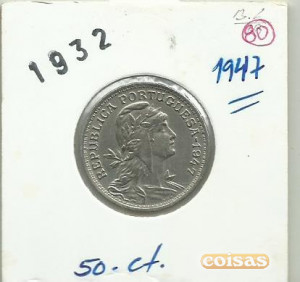 B.C
80
1932
1947
REPUBLICA PORTUGUESA·1947
50-ct.
coisas